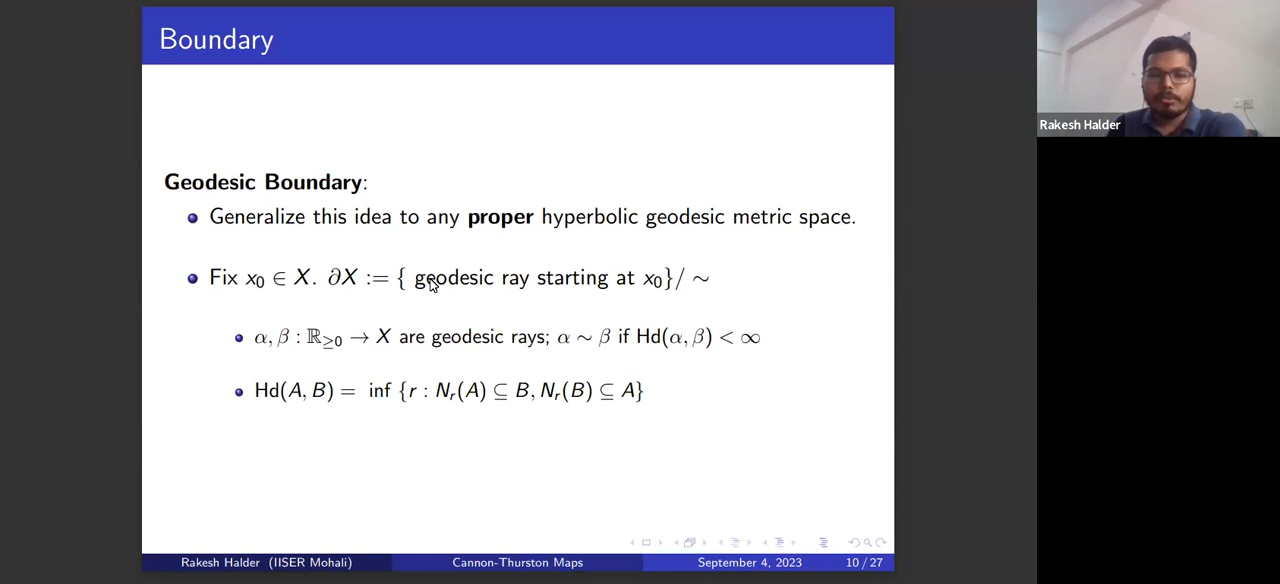 Boundary
Rakesh Halder
Geodesic Boundary:
Generalize this idea to any proper hyperbolic geodesic metric space.
Fix x₀ ∈ X. ∂X := { geodesic ray starting at x₀}/ ∼
α, β : ℝ≥0 → X are geodesic rays; α ∼ β if Hd(α, β) < ∞
Hd(A, B) = inf {r : Nᵣ(A) ⊆ B, Nᵣ(B) ⊆ A}
Rakesh Halder (IISER Mohali) Cannon-Thurston Maps September 4, 2023 10 / 27